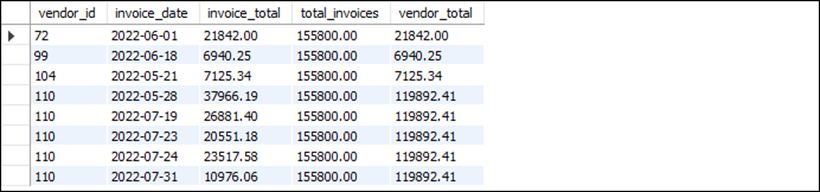 vendor_id invoice_date invoice_total total_invoices vendor_total
72 2022-06-01 21842.00 155800.00 21842.00
99 2022-06-18 6940.25 155800.00 6940.25
104 2022-05-21 7125.34 155800.00 7125.34
110 2022-05-28 37966.19 155800.00 119892.41
110 2022-07-19 26881.40 155800.00 119892.41
110 2022-07-23 20551.18 155800.00 119892.41
110 2022-07-24 23517.58 155800.00 119892.41
110 2022-07-31 10976.06 155800.00 119892.41